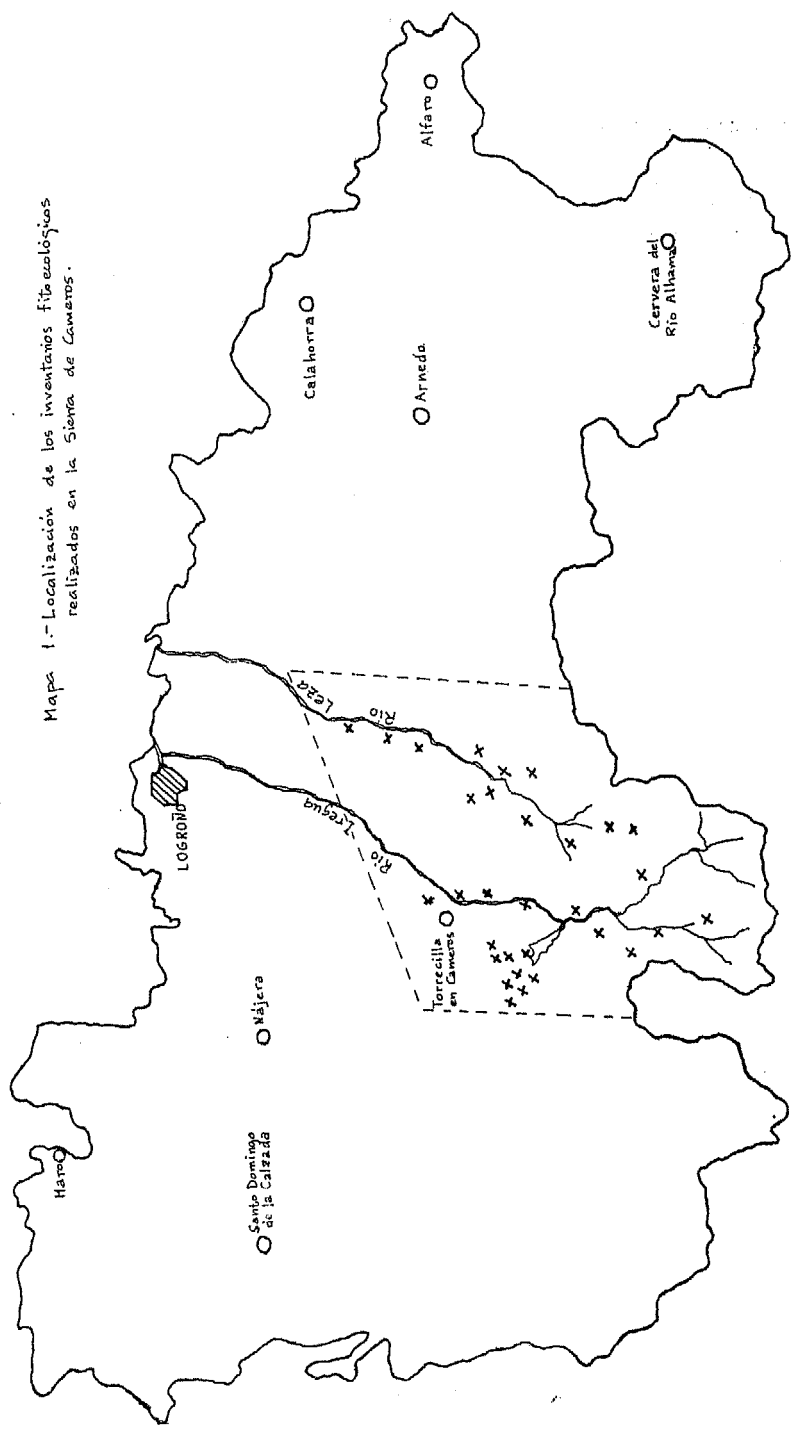 Mapa 1.- Localización de los inventarios fitoecológicos
realizados en la Sierra de Cameros.
Haro
Santo Domingo
de la Calzada
Nájera
LOGROÑO
Río Iregua
Río Leza
Torrecilla
en Cameros
Calahorra
Arnedo
Alfaro
Cervera del
Río Alhama